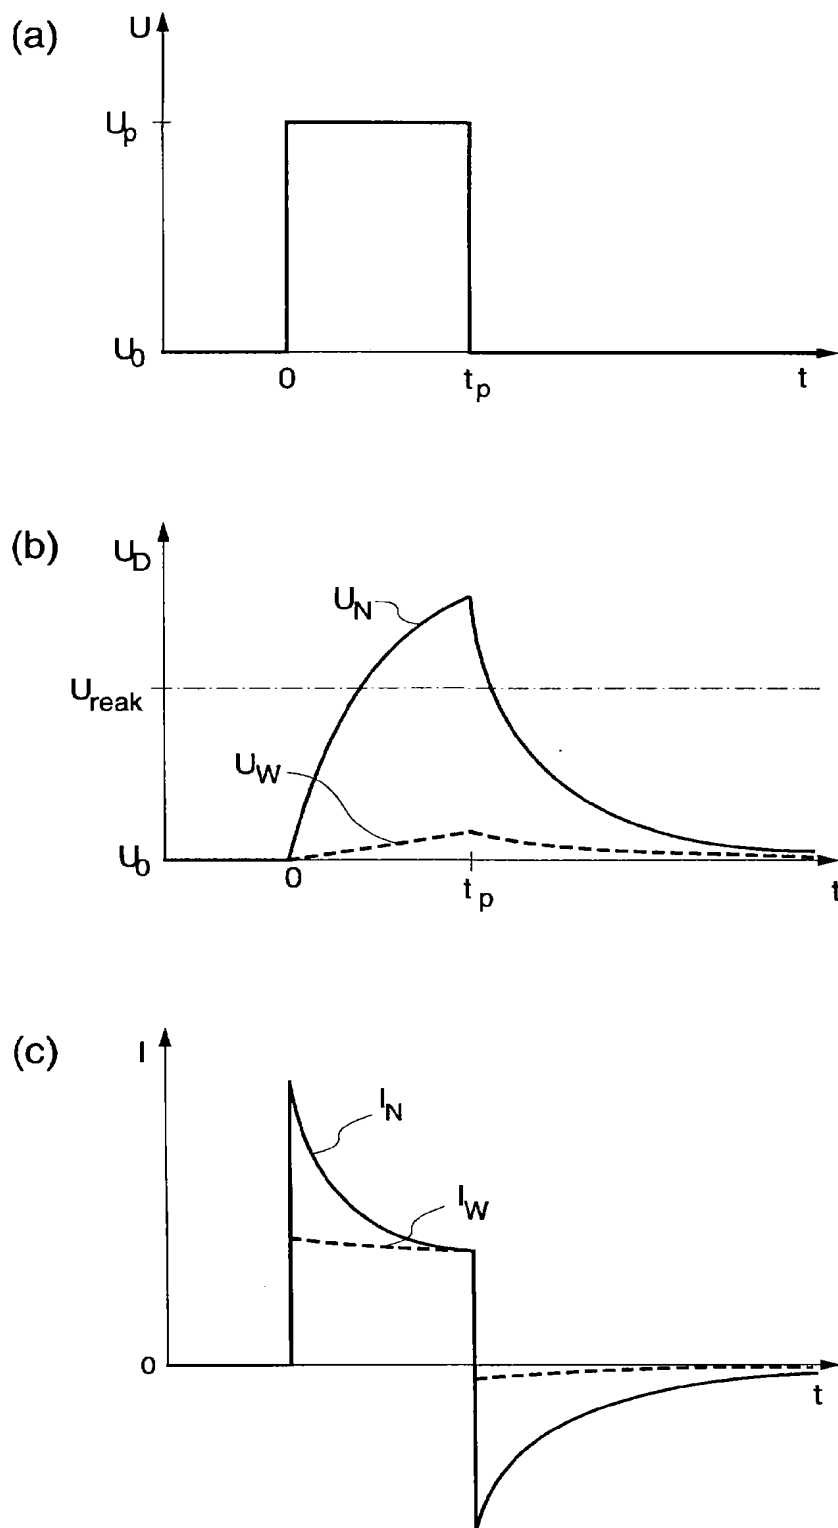 (a)
U
U_p
U_0
0
t_p
t
(b)
U_D
U_N
U_reak
U_W
U_0
0
t_p
t
(c)
I
I_N
I_W
0
t